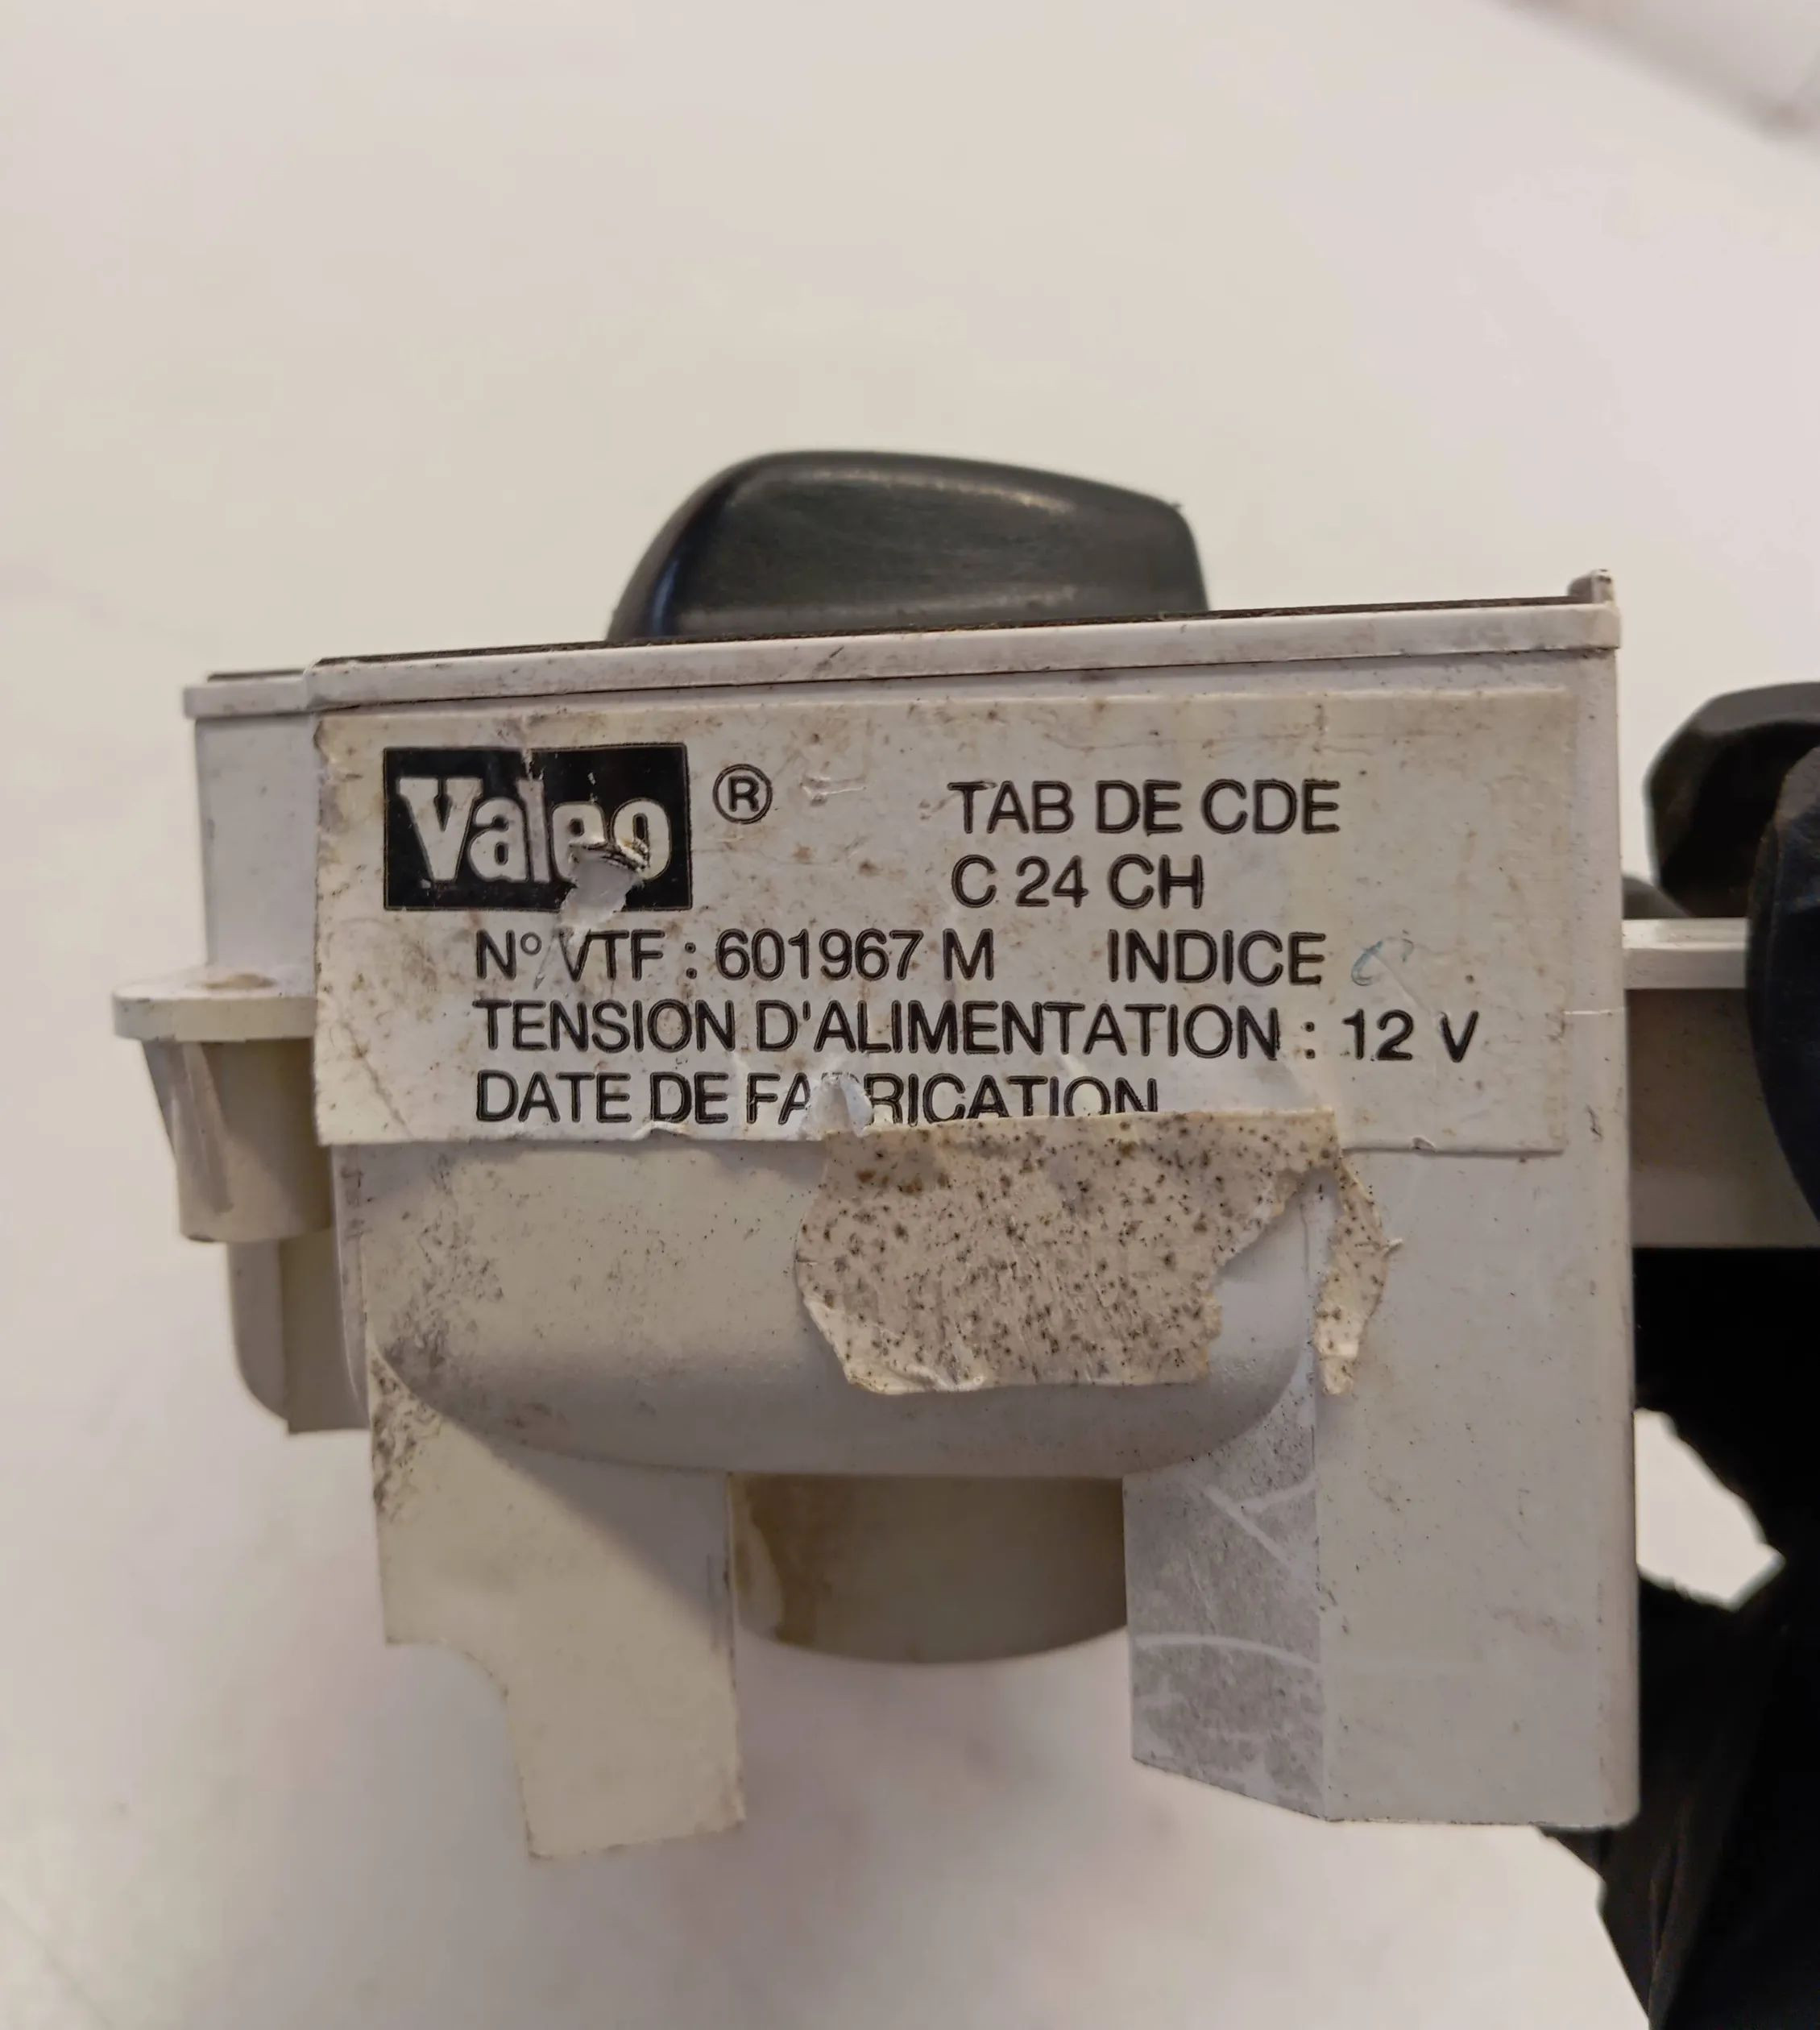 Valeo ® TAB DE CDE
C 24 CH
N° VTF : 601967 M INDICE C
TENSION D'ALIMENTATION : 12 V
DATE DE FABRICATION